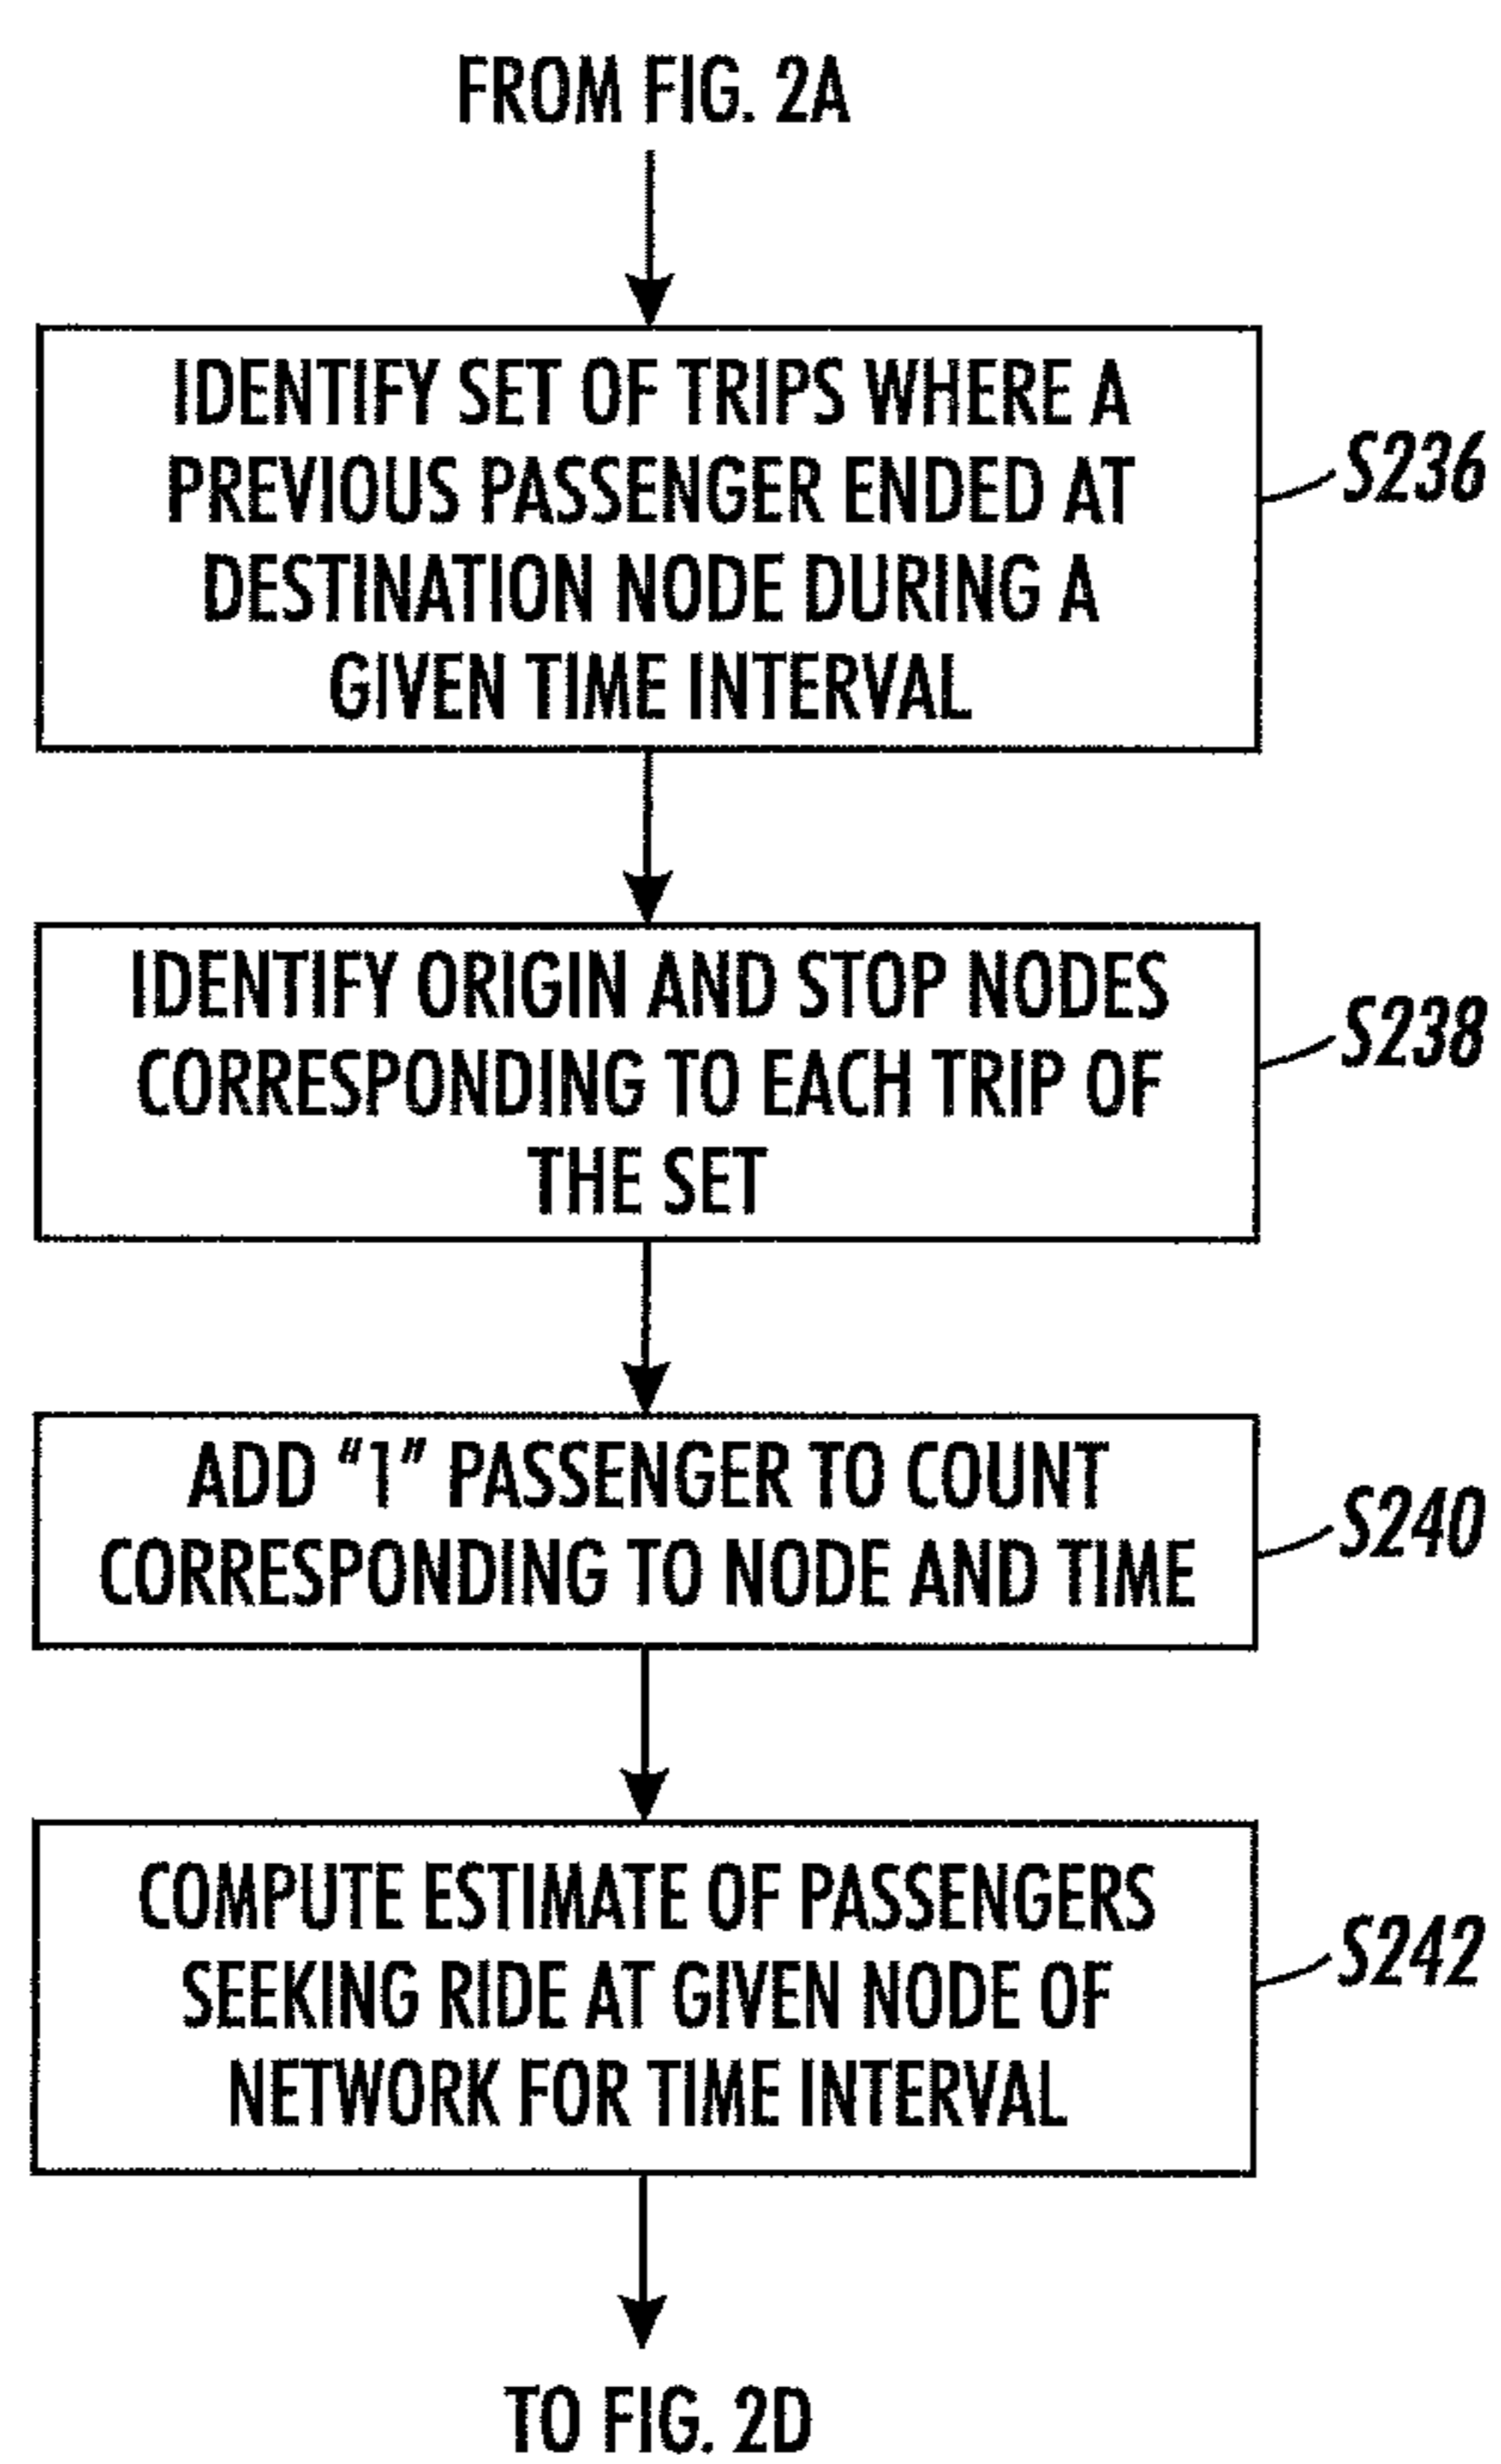 FROM FIG. 2A
IDENTIFY SET OF TRIPS WHERE A
PREVIOUS PASSENGER ENDED AT
DESTINATION NODE DURING A
GIVEN TIME INTERVAL
S236
IDENTIFY ORIGIN AND STOP NODES
CORRESPONDING TO EACH TRIP OF
THE SET
S238
ADD “1” PASSENGER TO COUNT
CORRESPONDING TO NODE AND TIME
S240
COMPUTE ESTIMATE OF PASSENGERS
SEEKING RIDE AT GIVEN NODE OF
NETWORK FOR TIME INTERVAL
S242
TO FIG. 2D